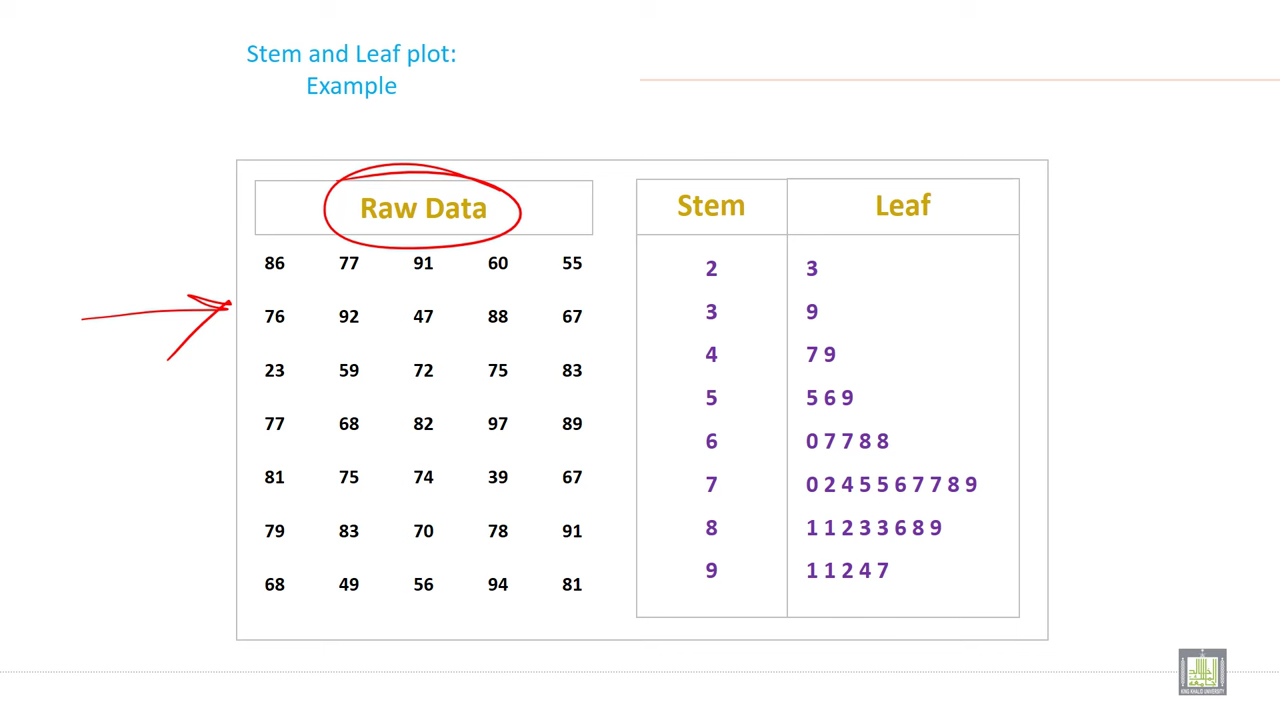 Stem and Leaf plot:
Example
Raw Data
86 77 91 60 55
76 92 47 88 67
23 59 72 75 83
77 68 82 97 89
81 75 74 39 67
79 83 70 78 91
68 49 56 94 81
Stem Leaf
2 3
3 9
4 7 9
5 5 6 9
6 0 7 7 8 8
7 0 2 4 5 5 6 7 7 8 9
8 1 1 2 3 3 6 8 9
9 1 1 2 4 7
KING KHALID UNIVERSITY